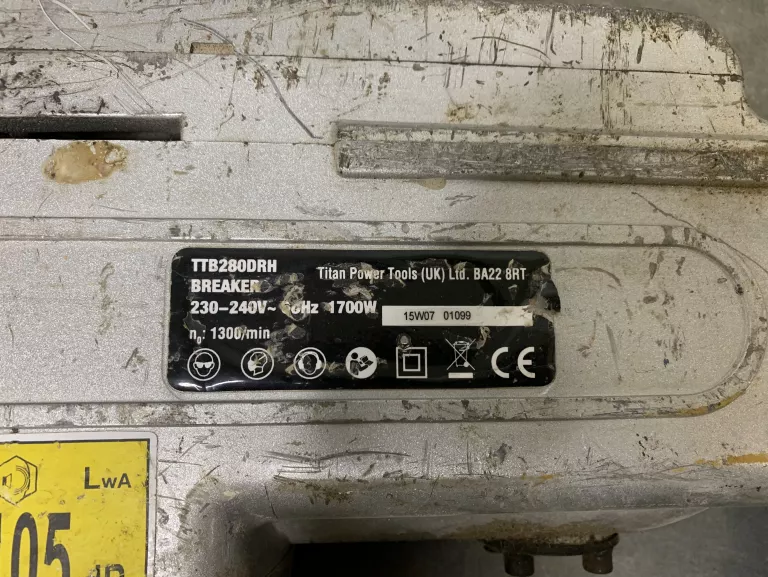 TTB280DRH
BREAKER
230–240V~ Hz 1700W
n₀: 1300/min
Titan Power Tools (UK) Ltd. BA22 8RT
15W07 01099
CE
LWA
105